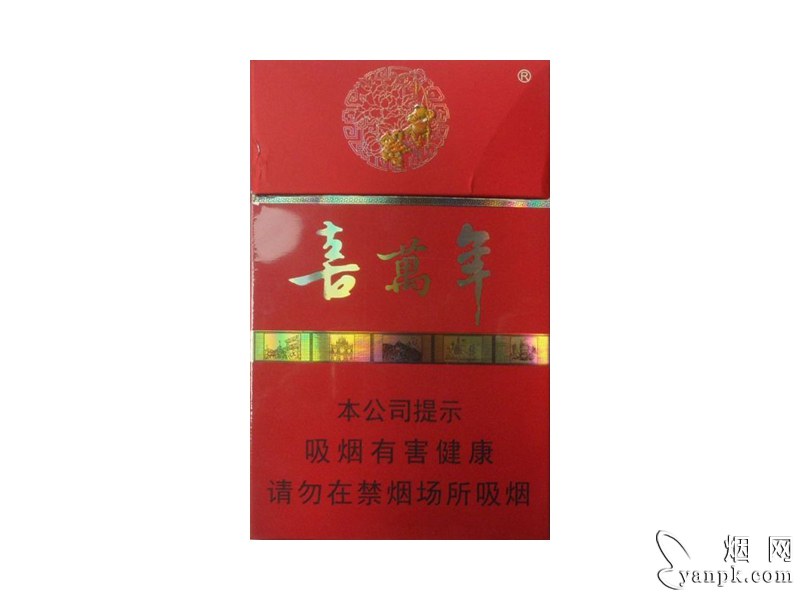 ®
喜萬年
本公司提示
吸烟有害健康
请勿在禁烟场所吸烟
烟网
yanpk.com